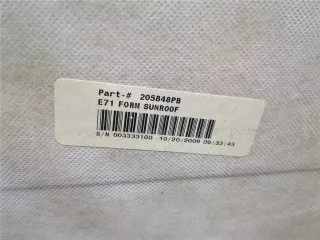 Part-# 205848PB
E71 FORM SUNROOF
S/N 003333100 10/20/2008 09:33:43